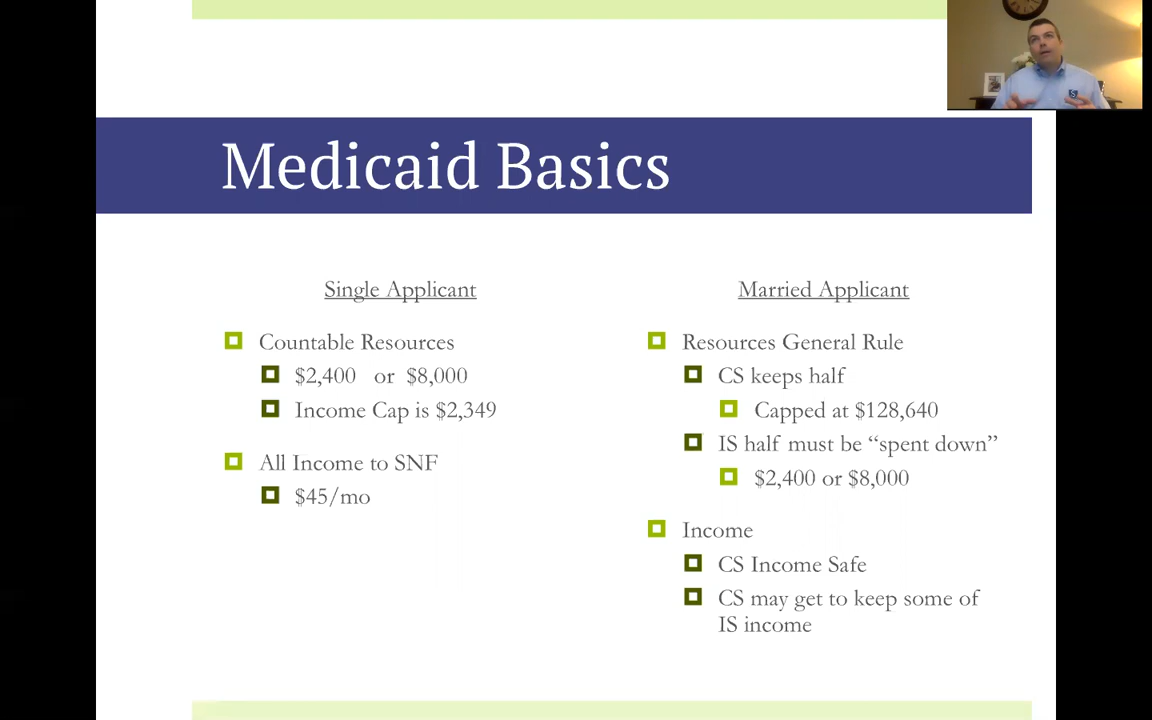 Medicaid Basics
Single Applicant
Countable Resources
$2,400 or $8,000
Income Cap is $2,349
All Income to SNF
$45/mo
Married Applicant
Resources General Rule
CS keeps half
Capped at $128,640
IS half must be “spent down”
$2,400 or $8,000
Income
CS Income Safe
CS may get to keep some of
IS income